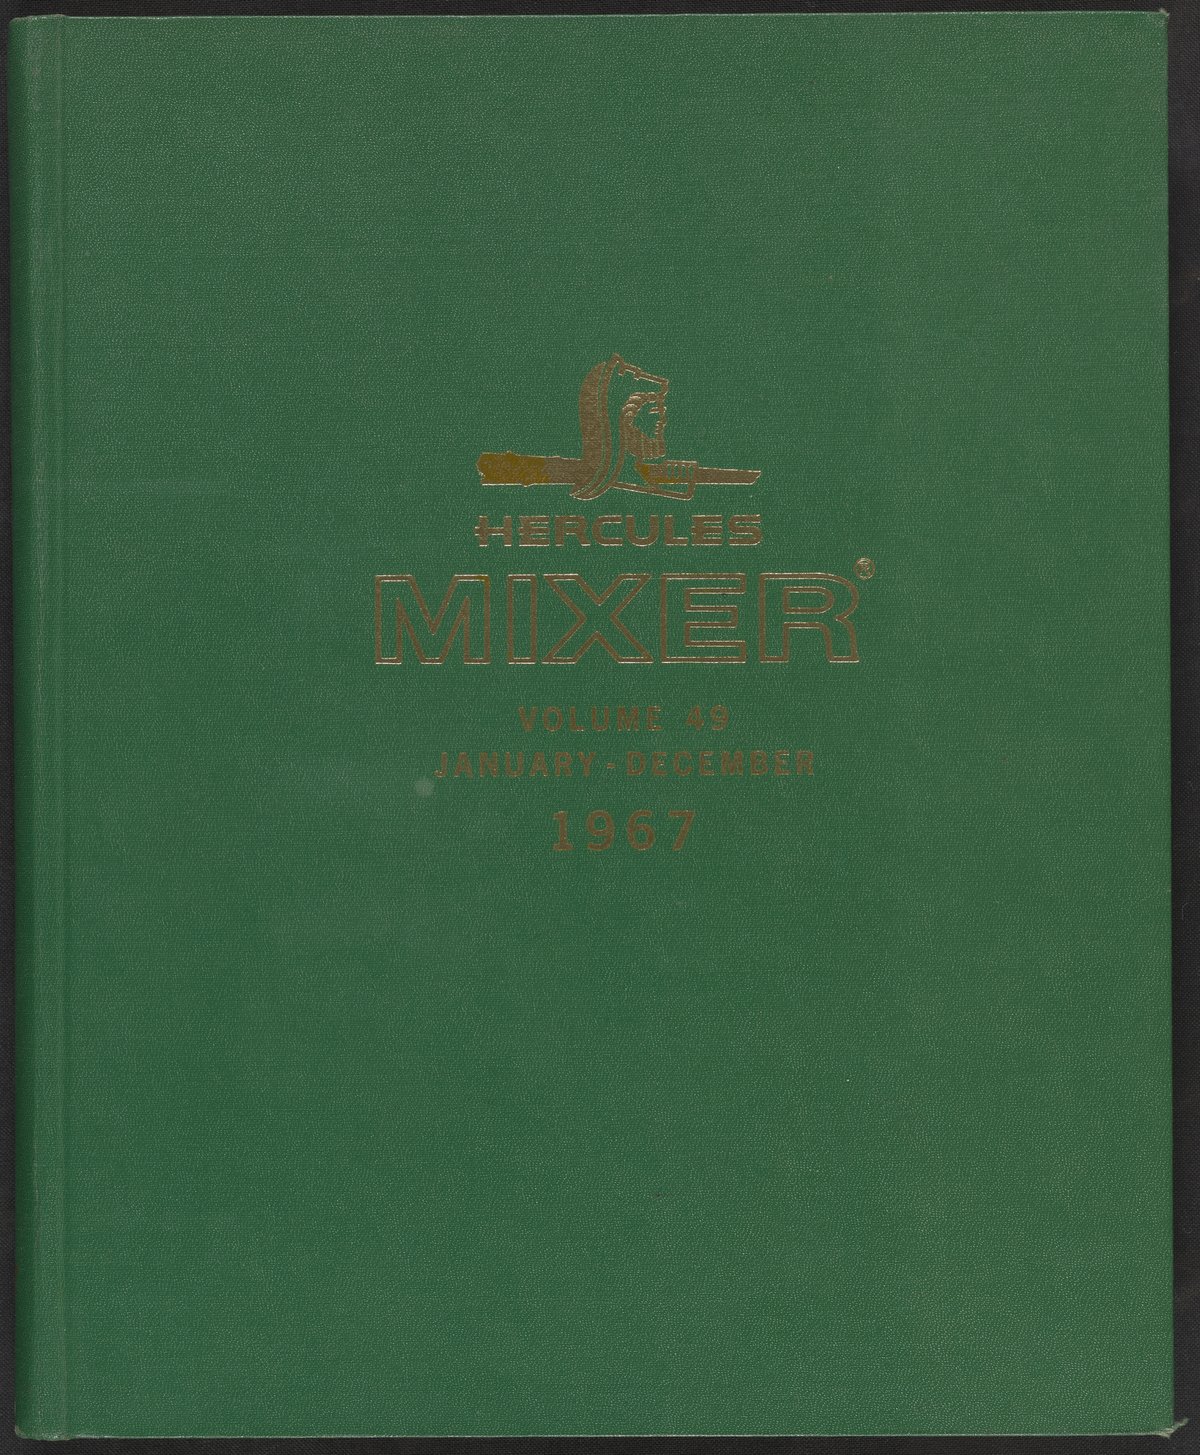 HERCULES
MIXER®
VOLUME 49
JANUARY-DECEMBER
1967